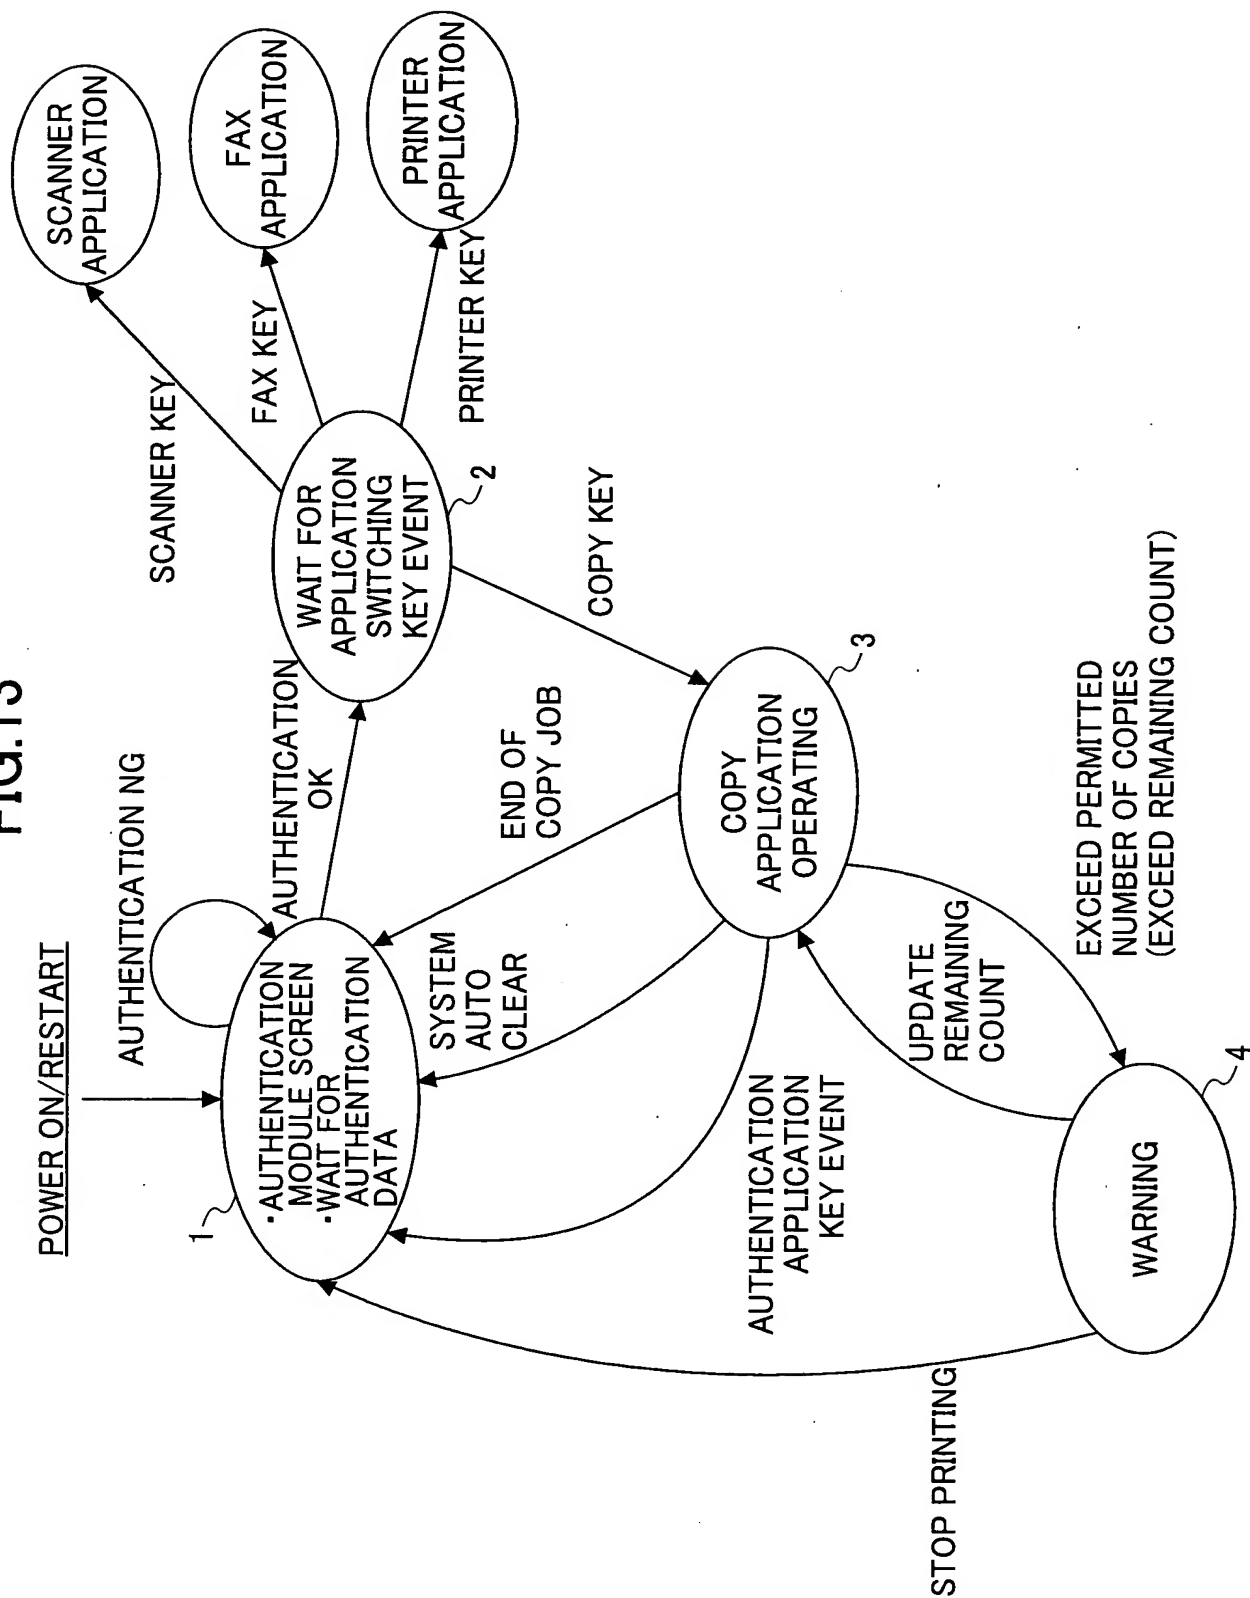 FIG.
POWER ON/RESTART
AUTHENTICATION NG
1
・AUTHENTICATION
MODULE SCREEN
・WAIT FOR
AUTHENTICATION
DATA
AUTHENTICATION
OK
WAIT FOR
APPLICATION
SWITCHING
KEY EVENT
2
SCANNER KEY
SCANNER
APPLICATION
FAX KEY
FAX
APPLICATION
PRINTER KEY
PRINTER
APPLICATION
COPY KEY
END OF
COPY JOB
SYSTEM
AUTO
CLEAR
COPY
APPLICATION
OPERATING
3
AUTHENTICATION
APPLICATION
KEY EVENT
UPDATE
REMAINING
COUNT
EXCEED PERMITTED
NUMBER OF COPIES
(EXCEED REMAINING COUNT)
STOP PRINTING
WARNING
4